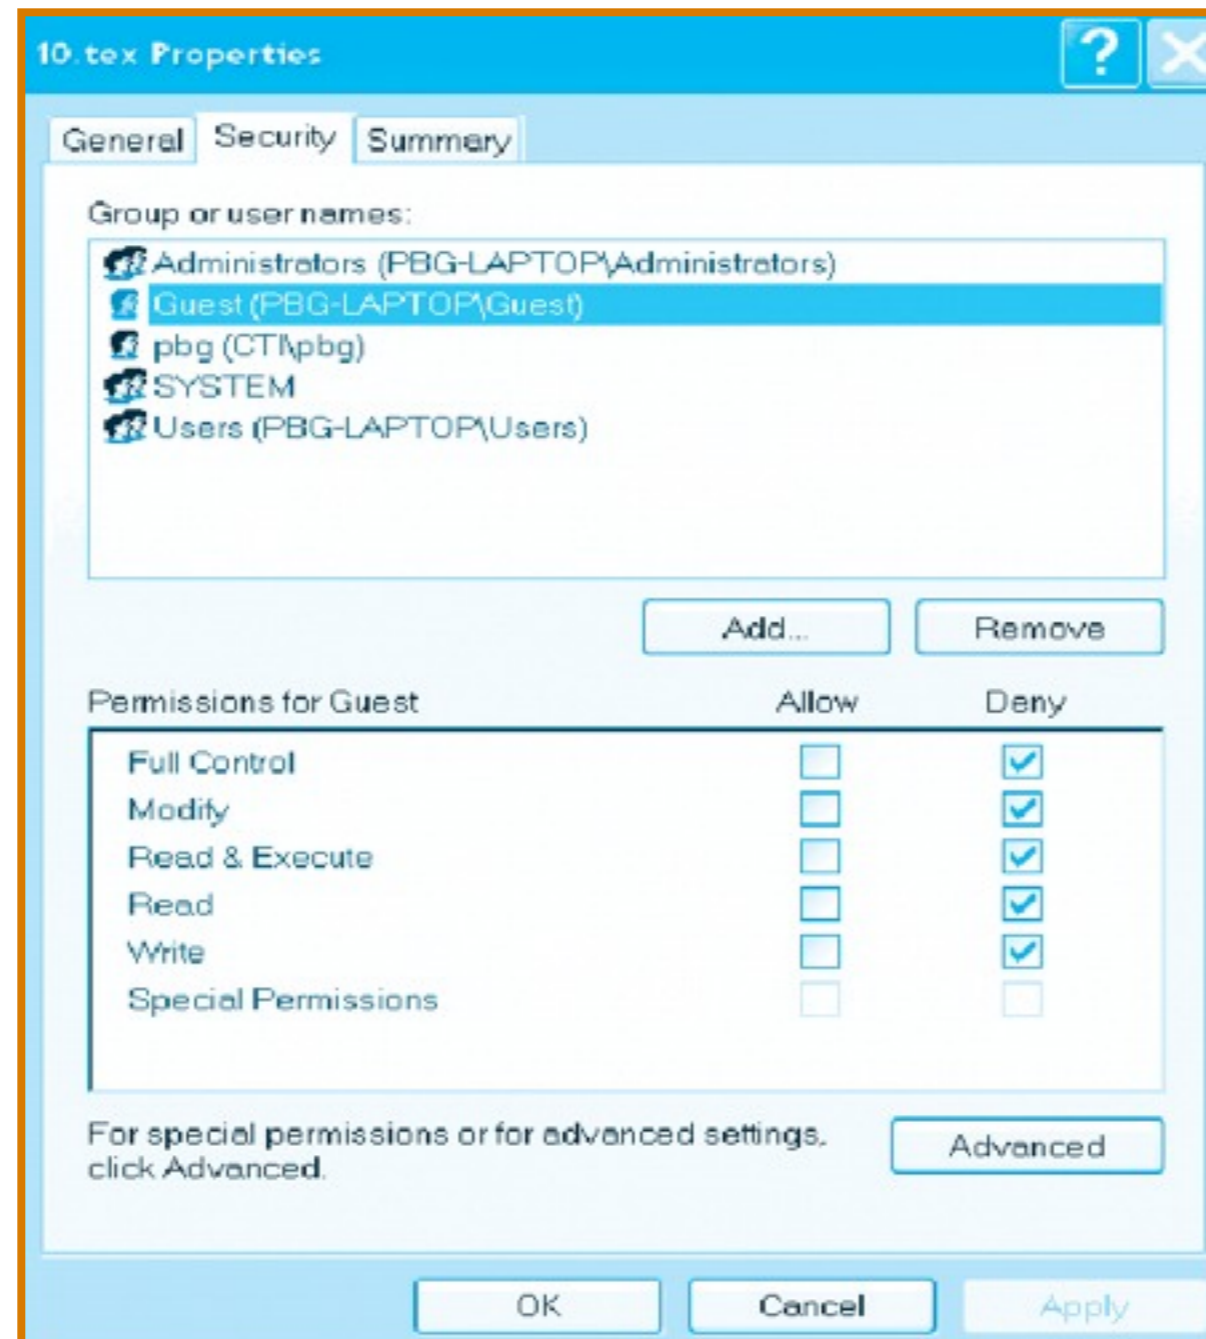 10.tex Properties ?
General Security Summary
Group or user names:
Administrators (PBG-LAPTOP\Administrators)
Guest (PBG-LAPTOP\Guest)
pbg (CTI\pbg)
SYSTEM
Users (PBG-LAPTOP\Users)
Add... Remove
Permissions for Guest Allow Deny
Full Control
Modify
Read & Execute
Read
Write
Special Permissions
For special permissions or for advanced settings,
click Advanced.
Advanced
OK Cancel Apply